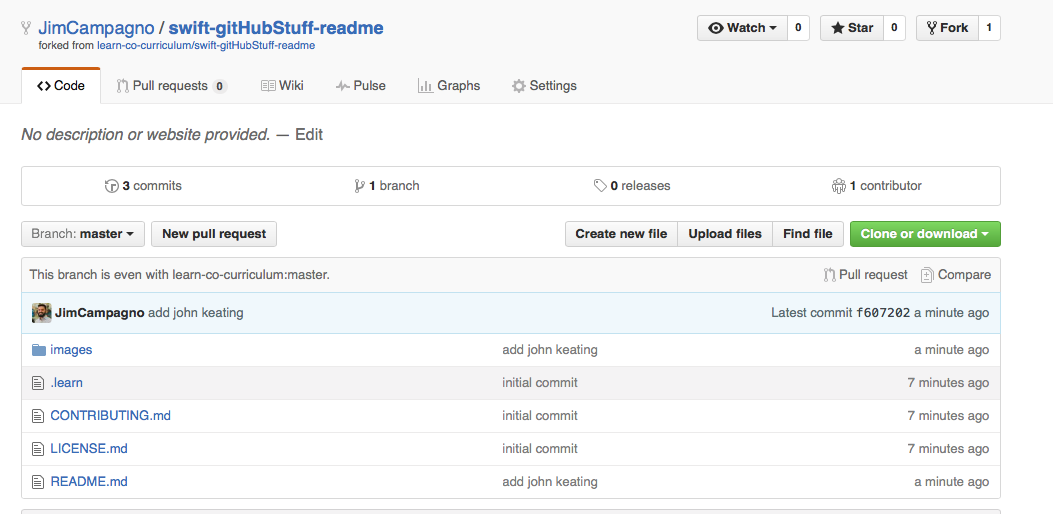 JimCampagno / swift-gitHubStuff-readme
Watch 0 Star 0 Fork 1
forked from learn-co-curriculum/swift-gitHubStuff-readme
Code Pull requests 0 Wiki Pulse Graphs Settings
No description or website provided. — Edit
3 commits 1 branch 0 releases 1 contributor
Branch: master New pull request Create new file Upload files Find file Clone or download
This branch is even with learn-co-curriculum:master. Pull request Compare
JimCampagno add john keating Latest commit f607202 a minute ago
images add john keating a minute ago
.learn initial commit 7 minutes ago
CONTRIBUTING.md initial commit 7 minutes ago
LICENSE.md initial commit 7 minutes ago
README.md add john keating a minute ago